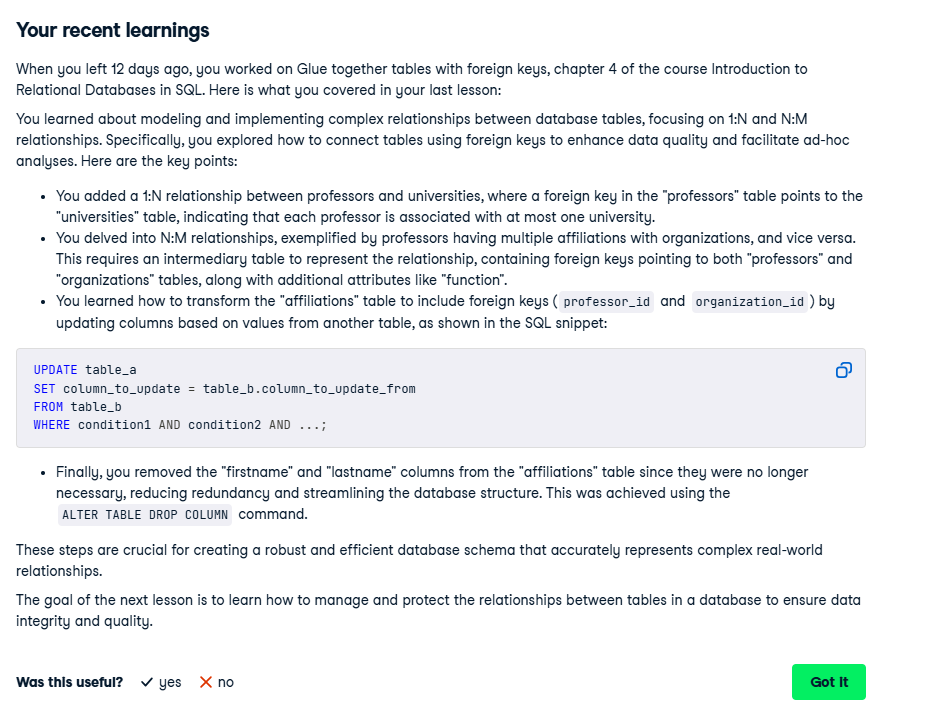 Your recent learnings
When you left 12 days ago, you worked on Glue together tables with foreign keys, chapter 4 of the course Introduction to
Relational Databases in SQL. Here is what you covered in your last lesson:
You learned about modeling and implementing complex relationships between database tables, focusing on 1:N and N:M
relationships. Specifically, you explored how to connect tables using foreign keys to enhance data quality and facilitate ad-hoc
analyses. Here are the key points:
• You added a 1:N relationship between professors and universities, where a foreign key in the "professors" table points to the
"universities" table, indicating that each professor is associated with at most one university.
• You delved into N:M relationships, exemplified by professors having multiple affiliations with organizations, and vice versa.
This requires an intermediary table to represent the relationship, containing foreign keys pointing to both "professors" and
"organizations" tables, along with additional attributes like "function".
• You learned how to transform the "affiliations" table to include foreign keys ( professor_id and organization_id ) by
updating columns based on values from another table, as shown in the SQL snippet:
UPDATE table_a
SET column_to_update = table_b.column_to_update_from
FROM table_b
WHERE condition1 AND condition2 AND ...;
• Finally, you removed the "firstname" and "lastname" columns from the "affiliations" table since they were no longer
necessary, reducing redundancy and streamlining the database structure. This was achieved using the
ALTER TABLE DROP COLUMN command.
These steps are crucial for creating a robust and efficient database schema that accurately represents complex real-world
relationships.
The goal of the next lesson is to learn how to manage and protect the relationships between tables in a database to ensure data
integrity and quality.
Was this useful? yes no Got it